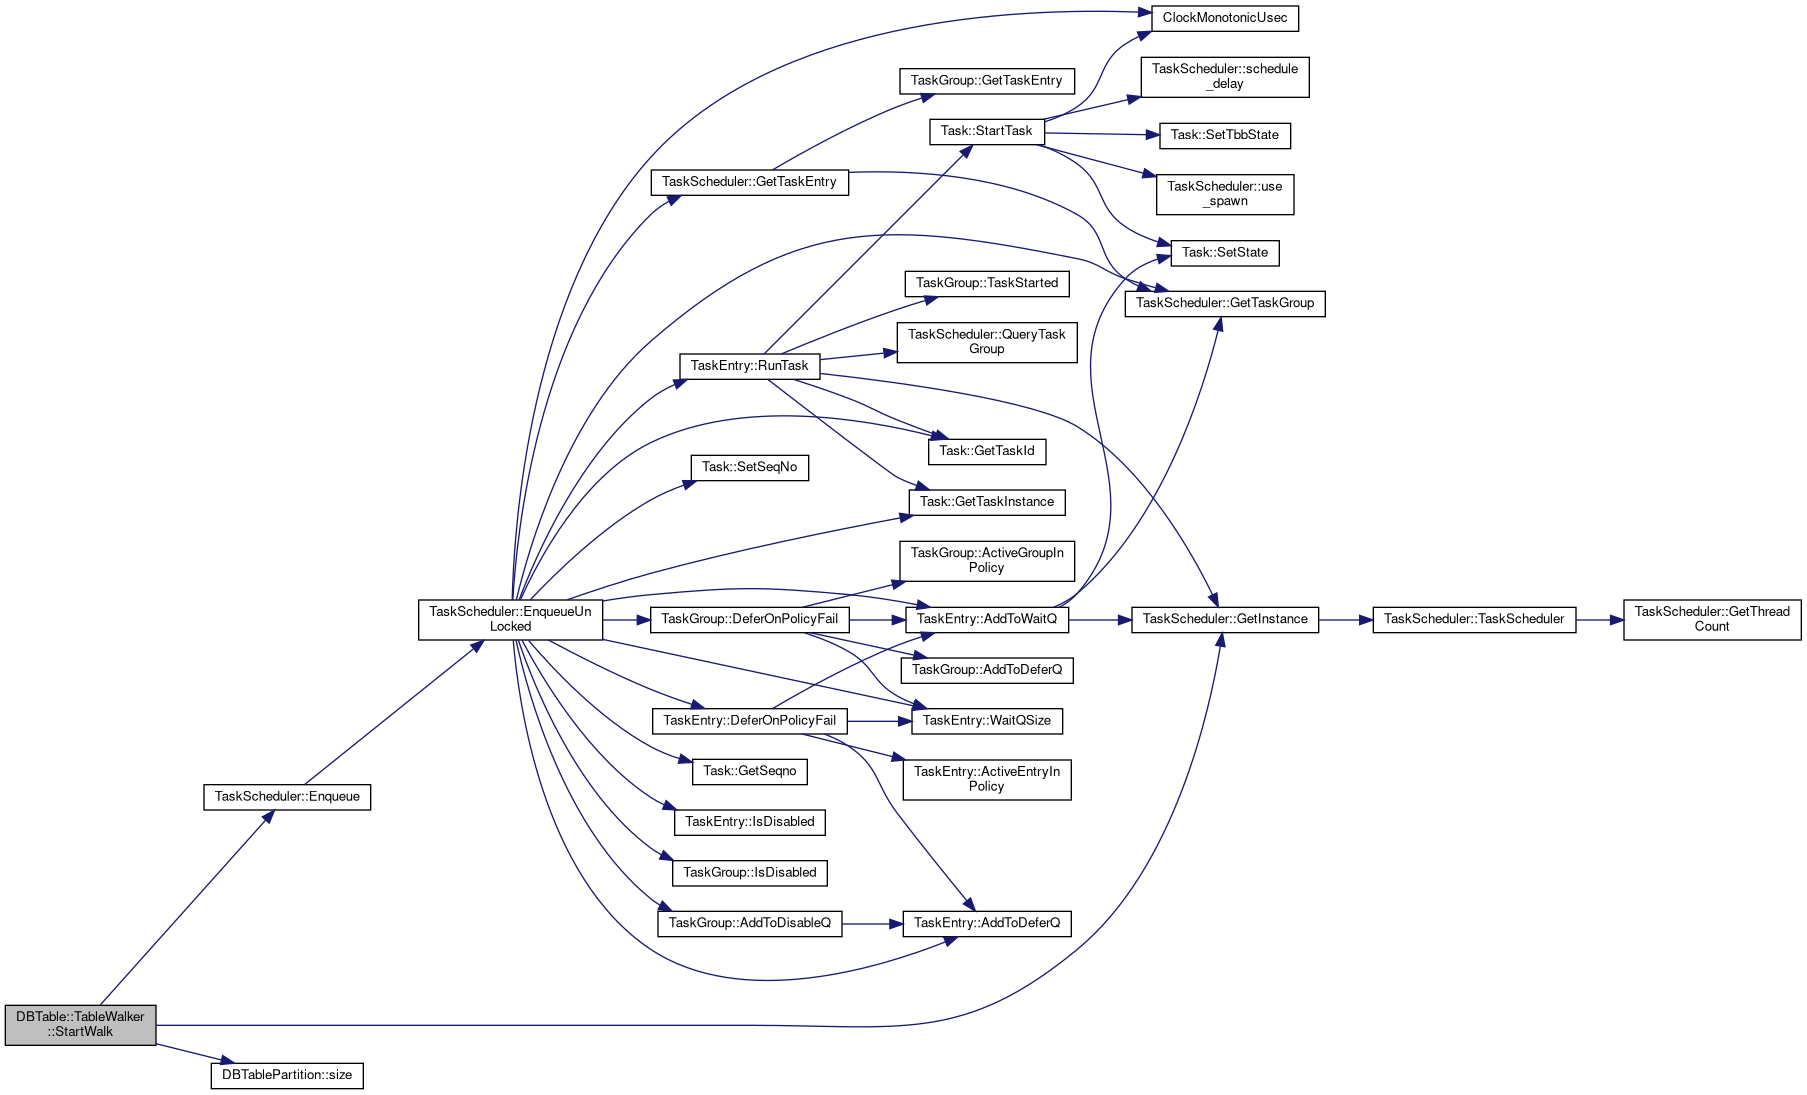 ClockMonotonicUsec
TaskScheduler::schedule
_delay
TaskGroup::GetTaskEntry
Task::StartTask
Task::SetTbbState
TaskScheduler::GetTaskEntry
TaskScheduler::use
_spawn
Task::SetState
TaskGroup::TaskStarted
TaskScheduler::GetTaskGroup
TaskScheduler::QueryTask
Group
TaskEntry::RunTask
Task::GetTaskId
Task::SetSeqNo
Task::GetTaskInstance
TaskGroup::ActiveGroupIn
Policy
TaskScheduler::EnqueueUn
Locked
TaskGroup::DeferOnPolicyFail
TaskEntry::AddToWaitQ
TaskScheduler::GetInstance
TaskScheduler::TaskScheduler
TaskScheduler::GetThread
Count
TaskGroup::AddToDeferQ
TaskEntry::DeferOnPolicyFail
TaskEntry::WaitQSize
Task::GetSeqno
TaskEntry::ActiveEntryIn
Policy
TaskScheduler::Enqueue
TaskEntry::IsDisabled
TaskGroup::IsDisabled
TaskGroup::AddToDisableQ
TaskEntry::AddToDeferQ
DBTable::TableWalker
::StartWalk
DBTablePartition::size